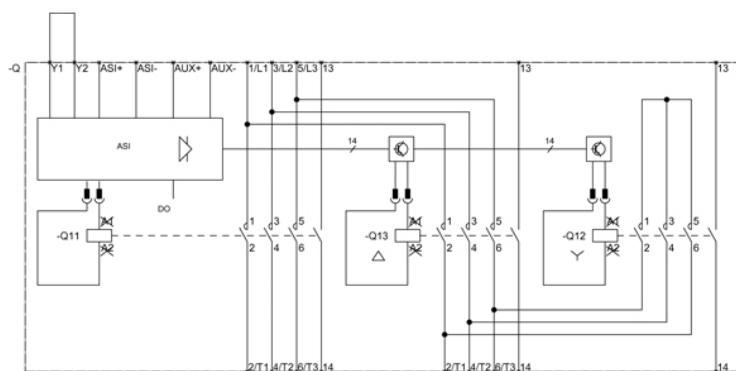 -Q Y1 Y2 ASI+ ASI- AUX+ AUX- 1/L1 3/L2 5/L3 13 13 13
ASI 14 14
DO
A1 1 3 5 A1 1 3 5 A1 1 3 5
-Q11 -Q13 -Q12
A2 2 4 6 A2 2 4 6 A2 2 4 6
2/T1 4/T2 6/T3 14 2/T1 4/T2 6/T3 14 14